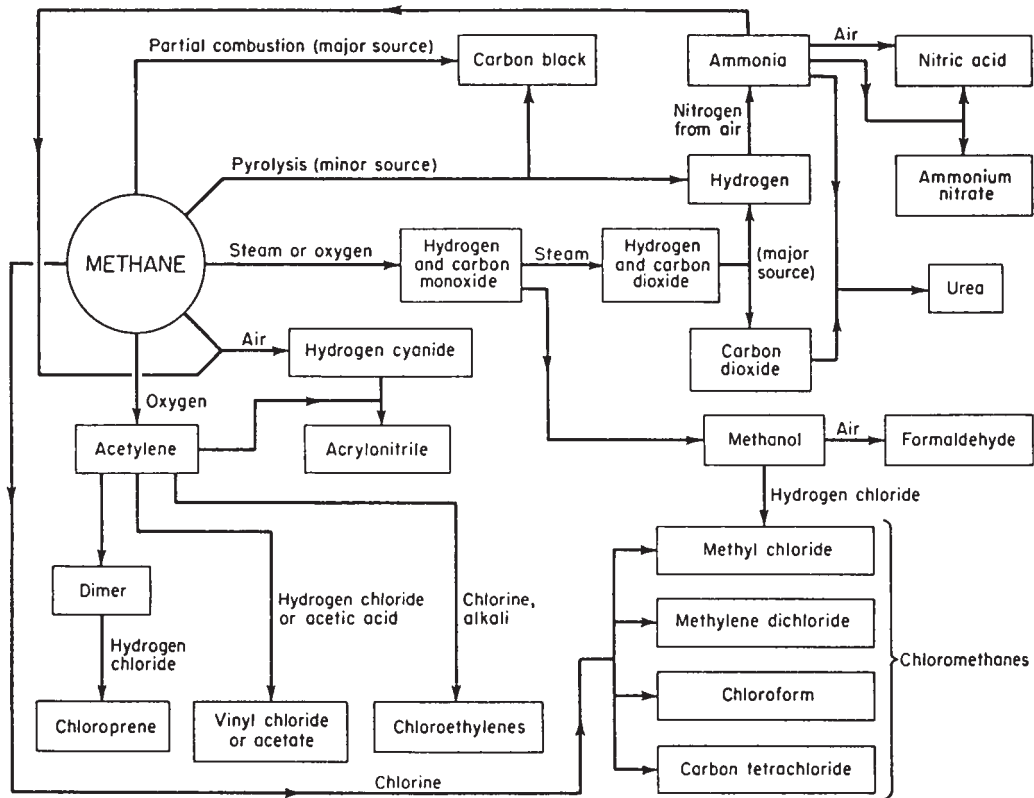 Partial combustion (major source)
Carbon black
Ammonia
Air
Nitric acid
Nitrogen
from air
Pyrolysis (minor source)
Hydrogen
Ammonium
nitrate
METHANE
Steam or oxygen
Hydrogen
and carbon
monoxide
Steam
Hydrogen
and carbon
dioxide
(major
source)
Urea
Air
Hydrogen cyanide
Carbon
dioxide
Oxygen
Acetylene
Acrylonitrile
Methanol
Air
Formaldehyde
Hydrogen chloride
Methyl chloride
Dimer
Hydrogen chloride
or acetic acid
Chlorine,
alkali
Methylene dichloride
Hydrogen
chloride
Chloromethanes
Chloroform
Chloroprene
Vinyl chloride
or acetate
Chloroethylenes
Carbon tetrachloride
Chlorine